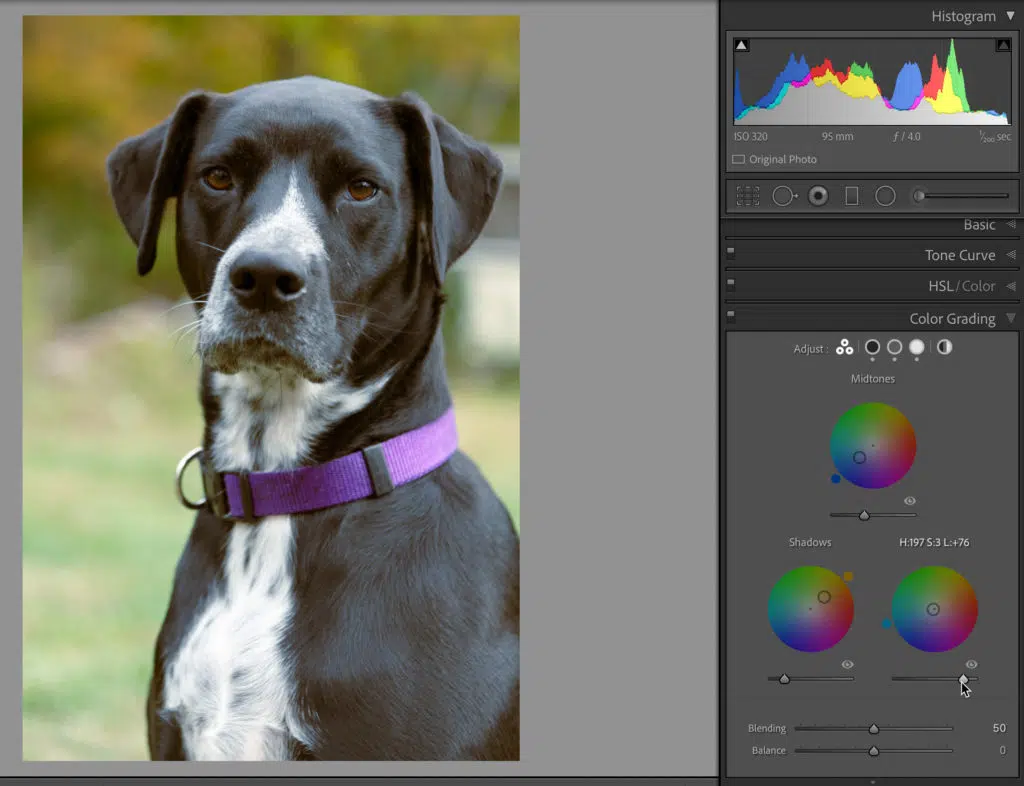 Histogram
ISO 320 95 mm ƒ / 4.0 1/200 sec
Original Photo
Basic
Tone Curve
HSL / Color
Color Grading
Adjust :
Midtones
Shadows H:197 S:3 L:+76
Blending 50
Balance 0